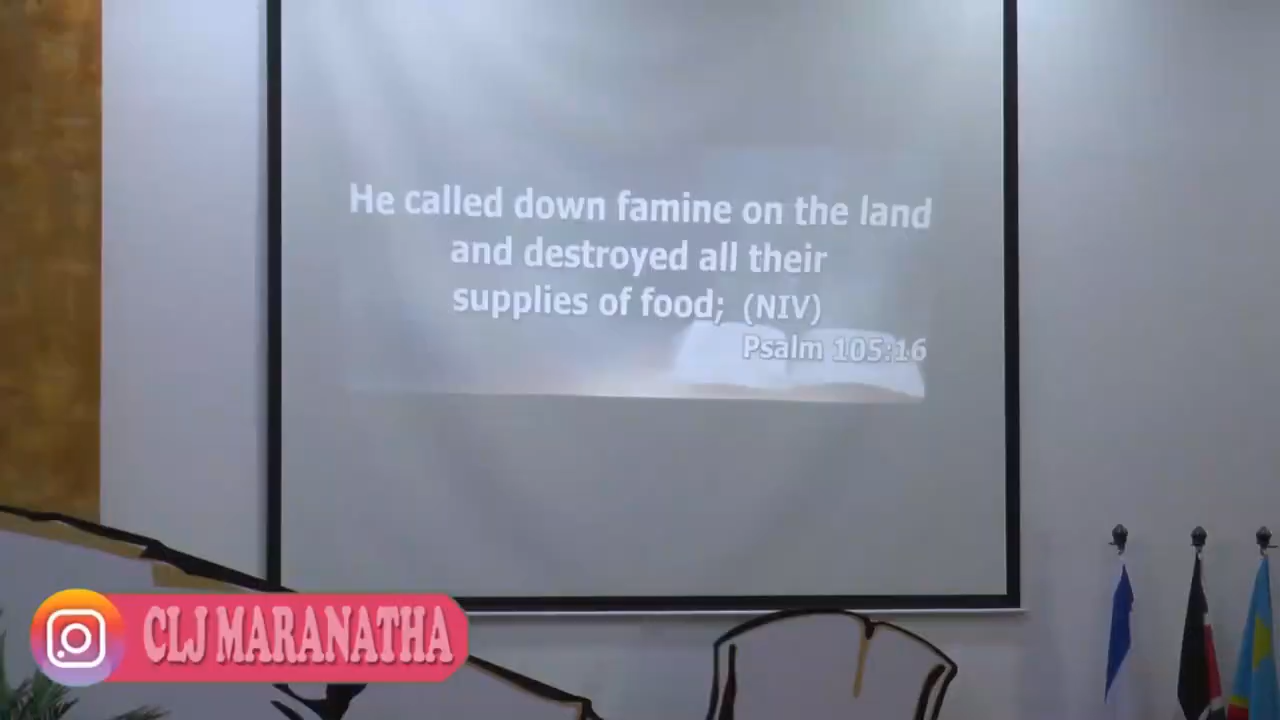 He called down famine on the land
and destroyed all their
supplies of food; (NIV)
Psalm 105:16
CLJ MARANATHA